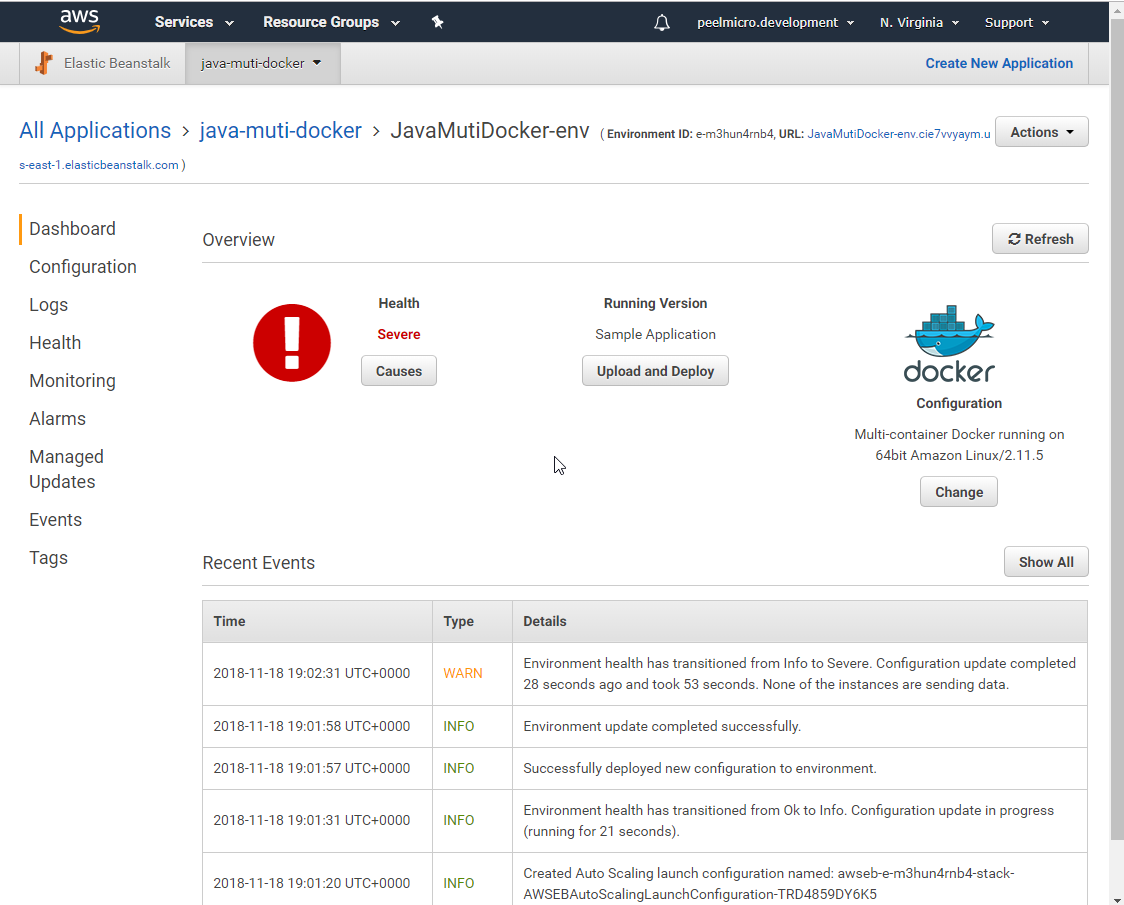 aws
Services
Resource Groups
peelmicro.development
N. Virginia
Support
Elastic Beanstalk
java-muti-docker
Create New Application
All Applications > java-muti-docker > JavaMutiDocker-env ( Environment ID: e-m3hun4rnb4, URL: JavaMutiDocker-env.cie7vvyaym.u
s-east-1.elasticbeanstalk.com )
Actions
Dashboard
Configuration
Logs
Health
Monitoring
Alarms
Managed
Updates
Events
Tags
Overview
Refresh
Health
Severe
Causes
Running Version
Sample Application
Upload and Deploy
docker
Configuration
Multi-container Docker running on
64bit Amazon Linux/2.11.5
Change
Recent Events
Show All
Time Type Details
2018-11-18 19:02:31 UTC+0000 WARN Environment health has transitioned from Info to Severe. Configuration update completed
28 seconds ago and took 53 seconds. None of the instances are sending data.
2018-11-18 19:01:58 UTC+0000 INFO Environment update completed successfully.
2018-11-18 19:01:57 UTC+0000 INFO Successfully deployed new configuration to environment.
2018-11-18 19:01:31 UTC+0000 INFO Environment health has transitioned from Ok to Info. Configuration update in progress
(running for 21 seconds).
2018-11-18 19:01:20 UTC+0000 INFO Created Auto Scaling launch configuration named: awseb-e-m3hun4rnb4-stack-
AWSEBAutoScalingLaunchConfiguration-TRD4859DY6K5